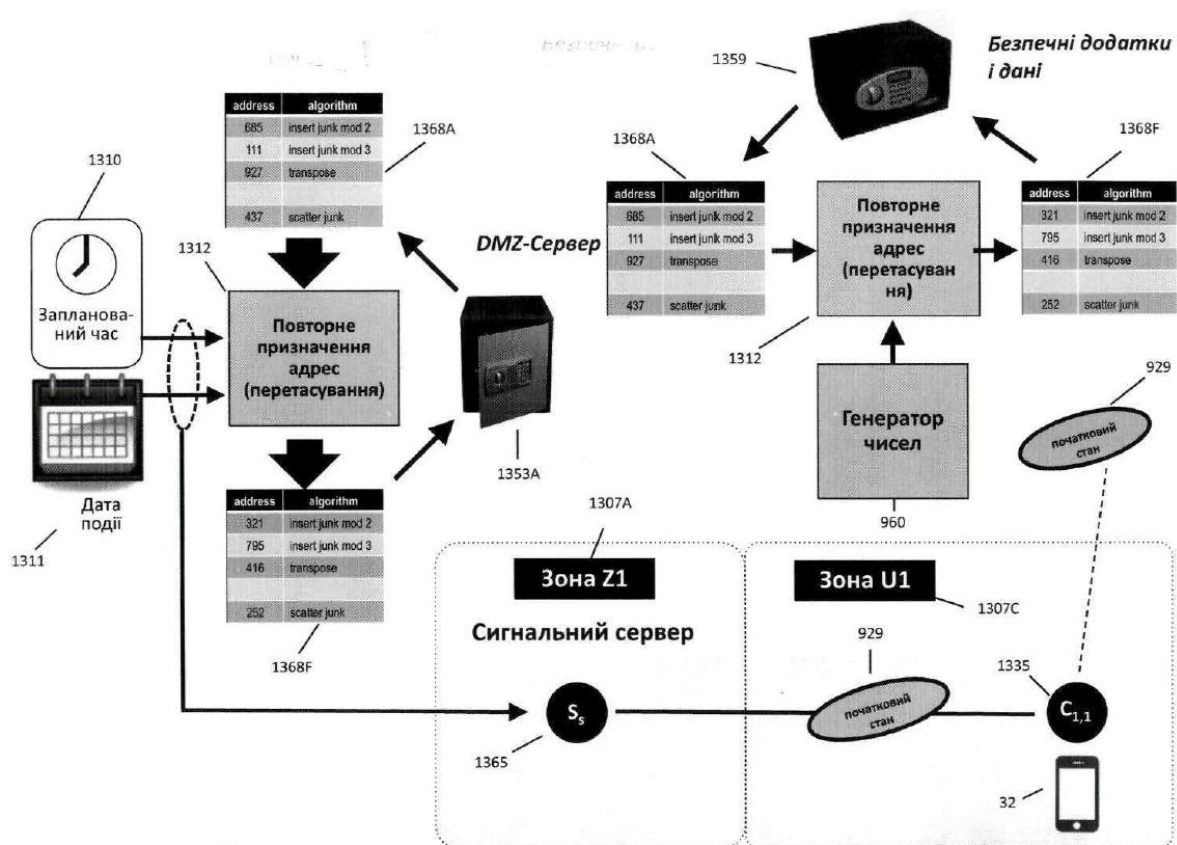 1359
Безпечні додатки
і дані
address algorithm
685 insert junk mod 2
111 insert junk mod 3
927 transpose
437 scatter junk
1368A
1310
Запланова-
ний час
1312
Повторне
призначення
адрес
(перетасування)
1353A
Дата
події
1311
address algorithm
321 insert junk mod 2
795 insert junk mod 3
416 transpose
252 scatter junk
1368F
DMZ-Сервер
1368A
address algorithm
685 insert junk mod 2
111 insert junk mod 3
927 transpose
437 scatter junk
Повторне
призначення
адрес
(перетасуван
ня)
1312
1368F
address algorithm
321 insert junk mod 2
795 insert junk mod 3
416 transpose
252 scatter junk
Генератор
чисел
960
929
початковий
стан
1307A
Зона Z1
Сигнальний сервер
Ss
1365
Зона U1
1307C
929
початковий
стан
1335
C1,1
32